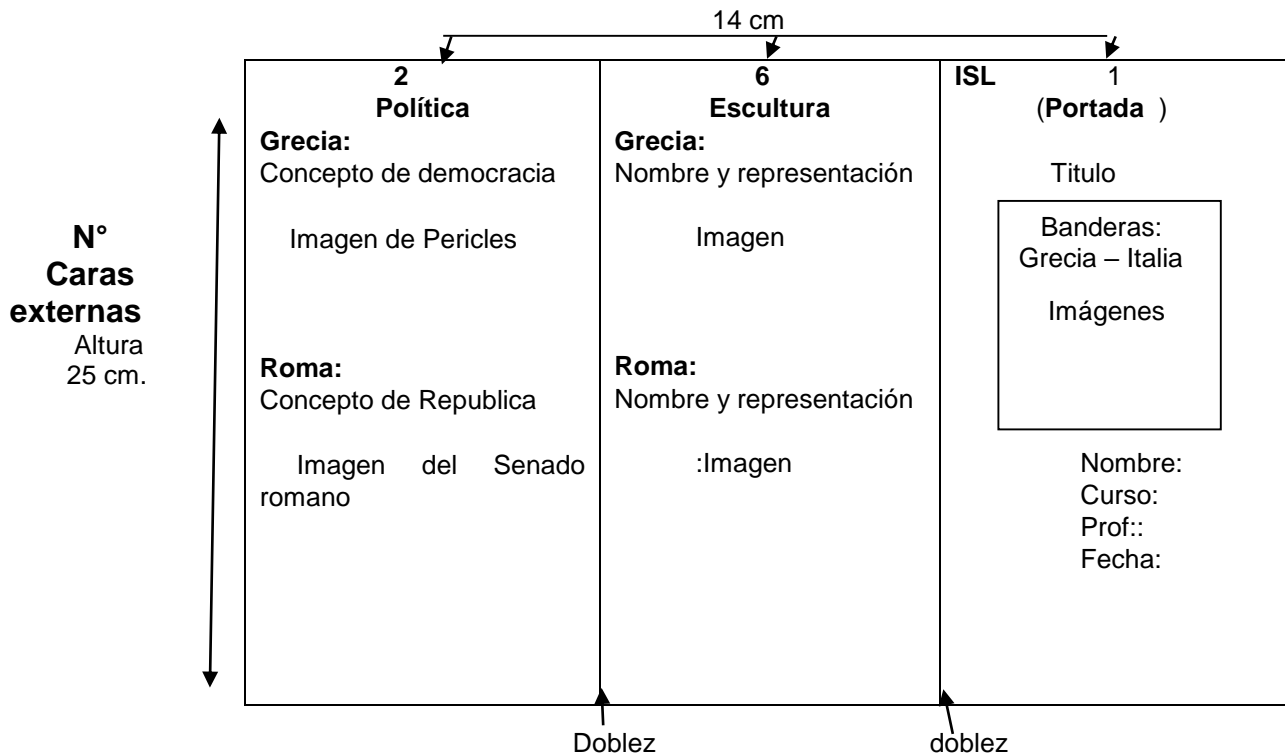 14 cm
N°
Caras
externas
Altura
25 cm.
2
Política
Grecia:
Concepto de democracia
Imagen de Pericles
Roma:
Concepto de Republica
Imagen del Senado
romano
6
Escultura
Grecia:
Nombre y representación
Imagen
Roma:
Nombre y representación
:Imagen
ISL 1
(Portada )
Titulo
Banderas:
Grecia – Italia
Imágenes
Nombre:
Curso:
Prof::
Fecha:
Doblez
doblez